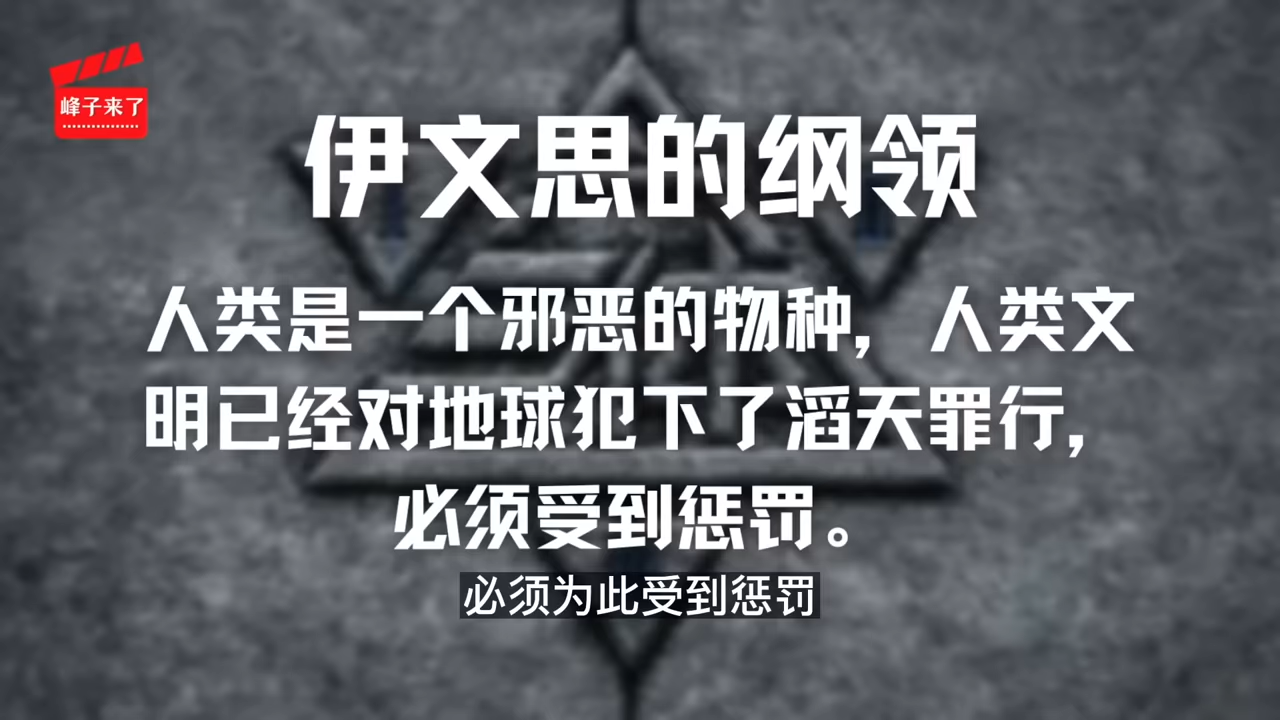 峰子来了
伊文思的纲领
人类是一个邪恶的物种，人类文
明已经对地球犯下了滔天罪行，
必须受到惩罚。
必须为此受到惩罚